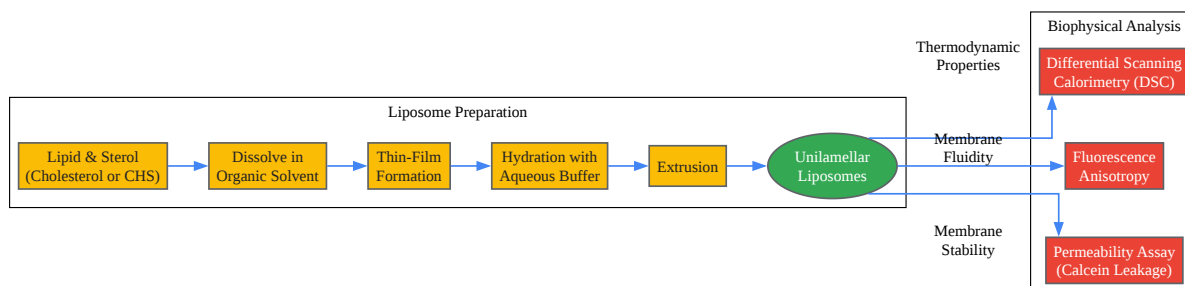 Liposome Preparation
Lipid & Sterol
(Cholesterol or CHS)
Dissolve in
Organic Solvent
Thin-Film
Formation
Hydration with
Aqueous Buffer
Extrusion
Unilamellar
Liposomes
Thermodynamic
Properties
Membrane
Fluidity
Membrane
Stability
Biophysical Analysis
Differential Scanning
Calorimetry (DSC)
Fluorescence
Anisotropy
Permeability Assay
(Calcein Leakage)